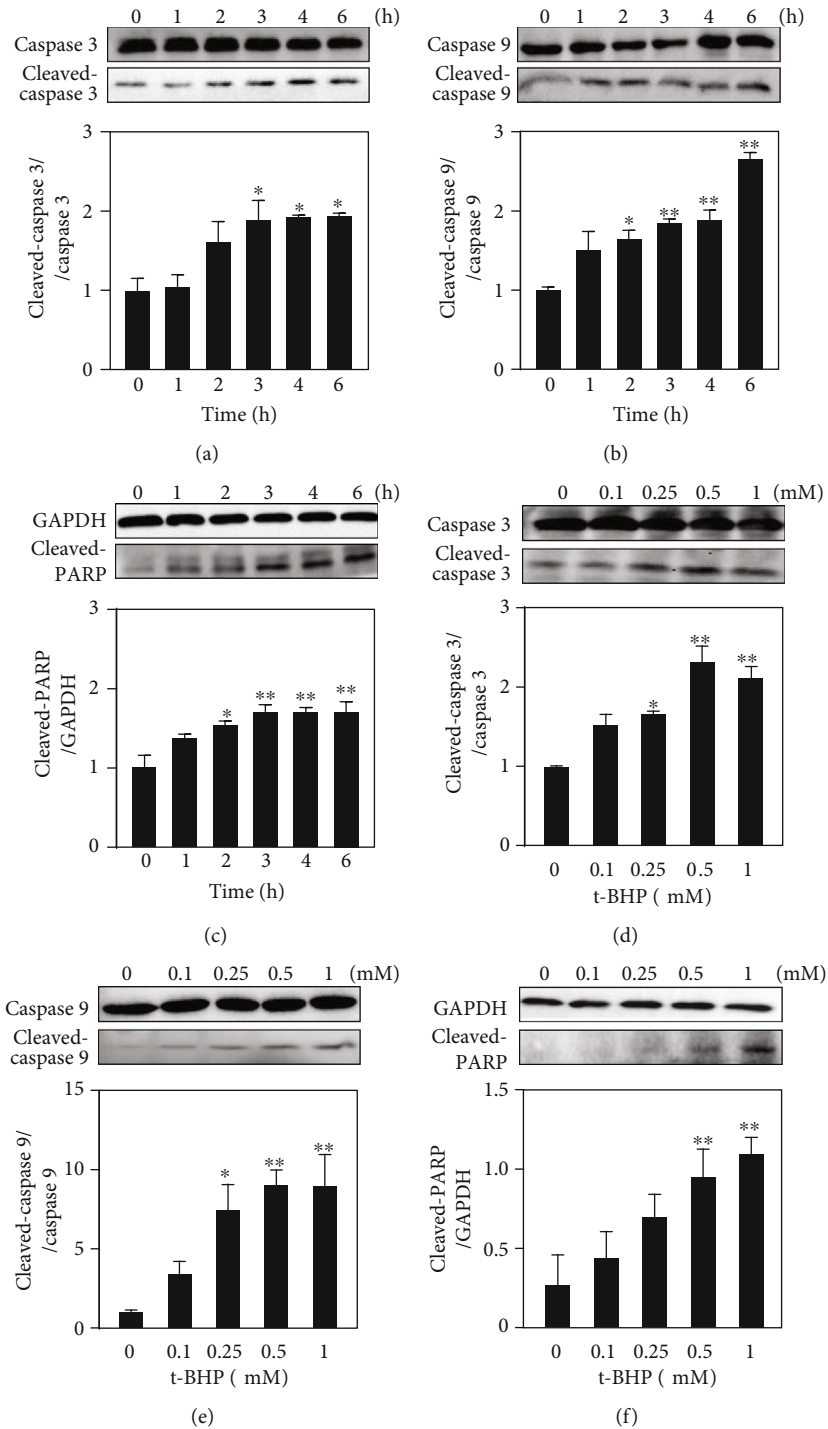 0 1 2 3 4 6 (h)
Caspase 3
Cleaved-
caspase 3
3
2
1
0
Cleaved-caspase 3/
/caspase 3
* * *
0 1 2 3 4 6
Time (h)
(a)
0 1 2 3 4 6 (h)
Caspase 9
Cleaved-
caspase 9
3
2
1
0
Cleaved-caspase 9/
/caspase 9
* ** ** **
0 1 2 3 4 6
Time (h)
(b)
0 1 2 3 4 6 (h)
GAPDH
Cleaved-
PARP
3
2
1
0
Cleaved-PARP
/GAPDH
* ** ** **
0 1 2 3 4 6
Time (h)
(c)
0 0.1 0.25 0.5 1 (mM)
Caspase 3
Cleaved-
caspase 3
3
2
1
0
Cleaved-caspase 3/
/caspase 3
* ** **
0 0.1 0.25 0.5 1
t-BHP ( mM)
(d)
0 0.1 0.25 0.5 1 (mM)
Caspase 9
Cleaved-
caspase 9
15
10
5
0
Cleaved-caspase 9/
/caspase 9
* ** **
0 0.1 0.25 0.5 1
t-BHP ( mM)
(e)
0 0.1 0.25 0.5 1 (mM)
GAPDH
Cleaved-
PARP
1.5
1.0
0.5
0
Cleaved-PARP
/GAPDH
** **
0 0.1 0.25 0.5 1
t-BHP ( mM)
(f)